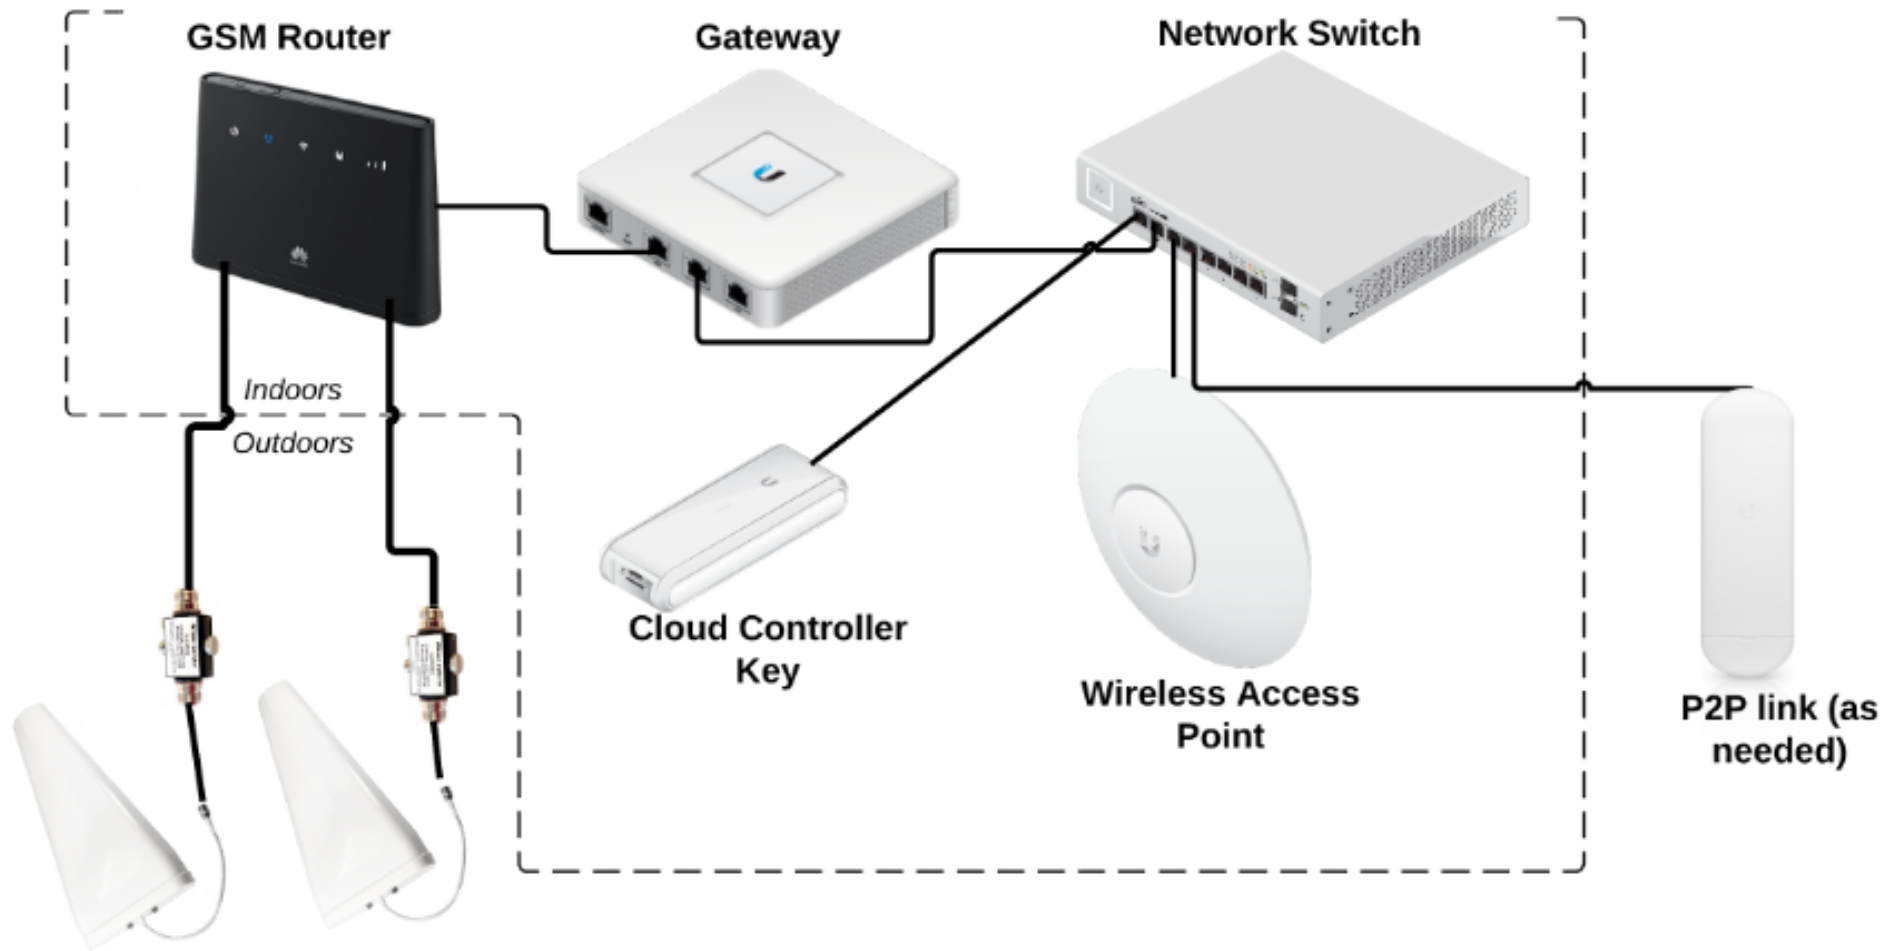 GSM Router
Gateway
Network Switch
Indoors
Outdoors
Cloud Controller
Key
Wireless Access
Point
P2P link (as
needed)